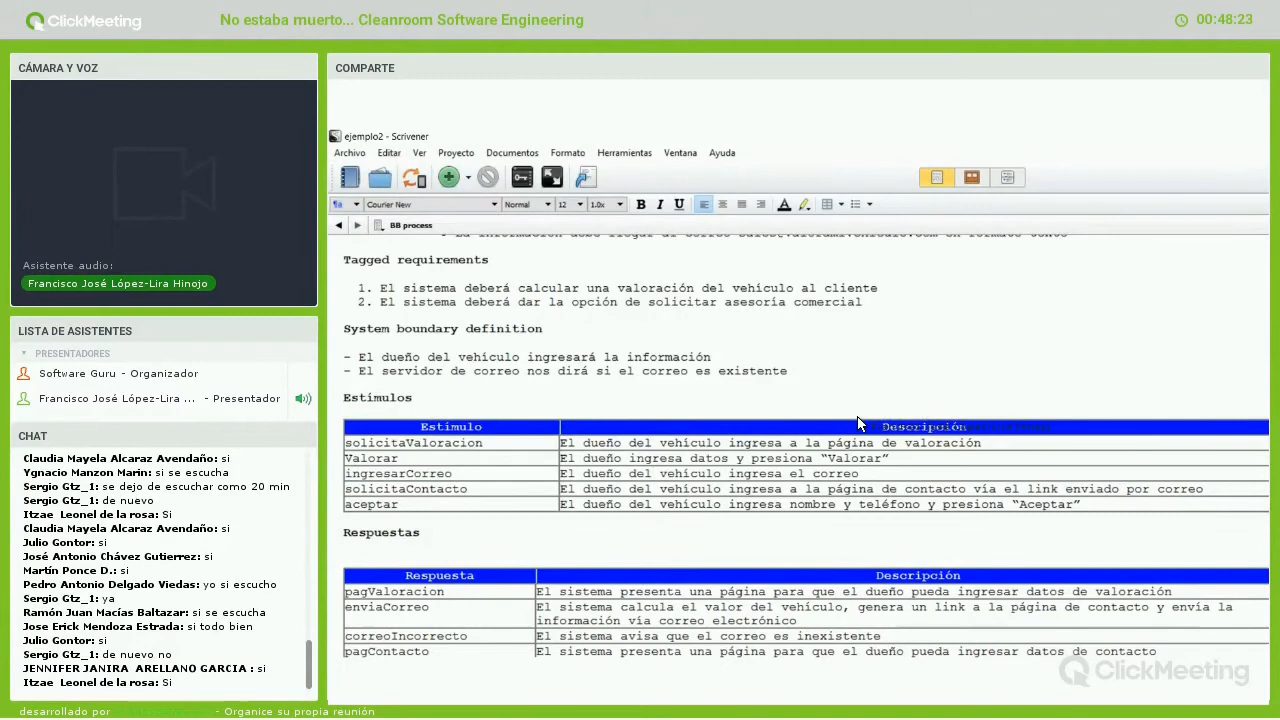 ClickMeeting
No estaba muerto... Cleanroom Software Engineering
00:48:23
CÁMARA Y VOZ
Asistente audio:
Francisco José López-Lira Hinojo
LISTA DE ASISTENTES
PRESENTADORES
Software Guru - Organizador
Francisco José López-Lira ... - Presentador
CHAT
Claudia Mayela Alcaraz Avendaño: si
Ygnacio Manzon Marin: si se escucha
Sergio Gtz_1: se dejo de escuchar como 20 min
Sergio Gtz_1: de nuevo
Itzae Leonel de la rosa: Si
Claudia Mayela Alcaraz Avendaño: si
Julio Gontor: si
José Antonio Chávez Gutierrez: si
Martín Ponce D.: si
Pedro Antonio Delgado Viedas: yo si escucho
Sergio Gtz_1: ya
Ramón Juan Macías Baltazar: si se escucha
Jose Erick Mendoza Estrada: si todo bien
Julio Gontor: si
Sergio Gtz_1: de nuevo no
JENNIFER JANIRA ARELLANO GARCIA : si
Itzae Leonel de la rosa: Si
desarrollado por
- Organice su propia reunión
COMPARTE
ejemplo2 - Scrivener
Archivo Editar Ver Proyecto Documentos Formato Herramientas Ventana Ayuda
Courier New Normal 12 1.0x B I U A
BB process
Tagged requirements
1. El sistema deberá calcular una valoración del vehículo al cliente
2. El sistema deberá dar la opción de solicitar asesoría comercial
System boundary definition
- El dueño del vehículo ingresará la información
- El servidor de correo nos dirá si el correo es existente
Estimulos
Estimulo Descripción
solicitaValoracion El dueño del vehículo ingresa a la página de valoración
Valorar El dueño ingresa datos y presiona “Valorar”
ingresarCorreo El dueño del vehículo ingresa el correo
solicitaContacto El dueño del vehículo ingresa a la página de contacto vía el link enviado por correo
aceptar El dueño del vehículo ingresa nombre y teléfono y presiona “Aceptar”
Respuestas
Respuesta Descripción
pagValoracion El sistema presenta una página para que el dueño pueda ingresar datos de valoración
enviaCorreo El sistema calcula el valor del vehículo, genera un link a la página de contacto y envía la
información vía correo electrónico
correoIncorrecto El sistema avisa que el correo es inexistente
pagContacto El sistema presenta una página para que el dueño pueda ingresar datos de contacto
ClickMeeting